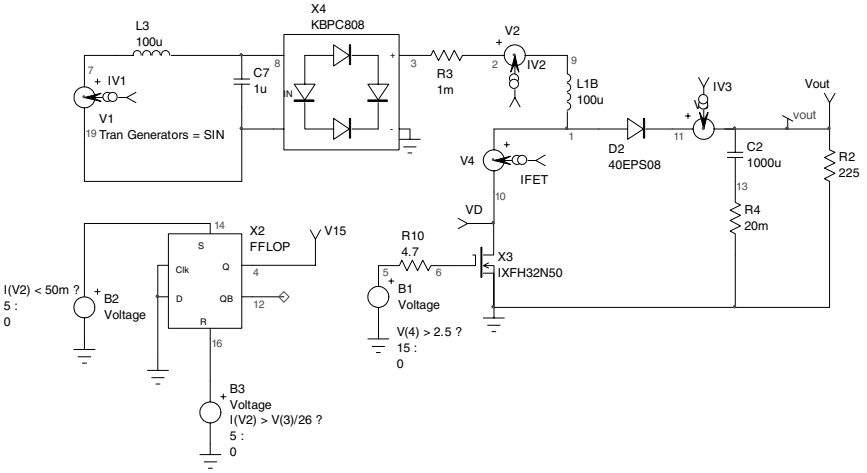 L3
100u
7
IV1
+
V1
19 Tran Generators = SIN
C7
1u
X4
KBPC808
8
IN
+
-
3
R3
1m
V2
+
2
IV2
9
L1B
100u
1
+
V4
IFET
10
VD
D2
40EPS08
11
+
V
IV3
Vout
vout
C2
1000u
13
R4
20m
R2
225
I(V2) < 50m ?
5 :
0
+
B2
Voltage
14
X2
FFLOP
S
Clk
Q
D
QB
R
4
12
V15
16
+
B3
Voltage
I(V2) > V(3)/26 ?
5 :
0
R10
4.7
5
6
+
B1
Voltage
V(4) > 2.5 ?
15 :
0
X3
IXFH32N50